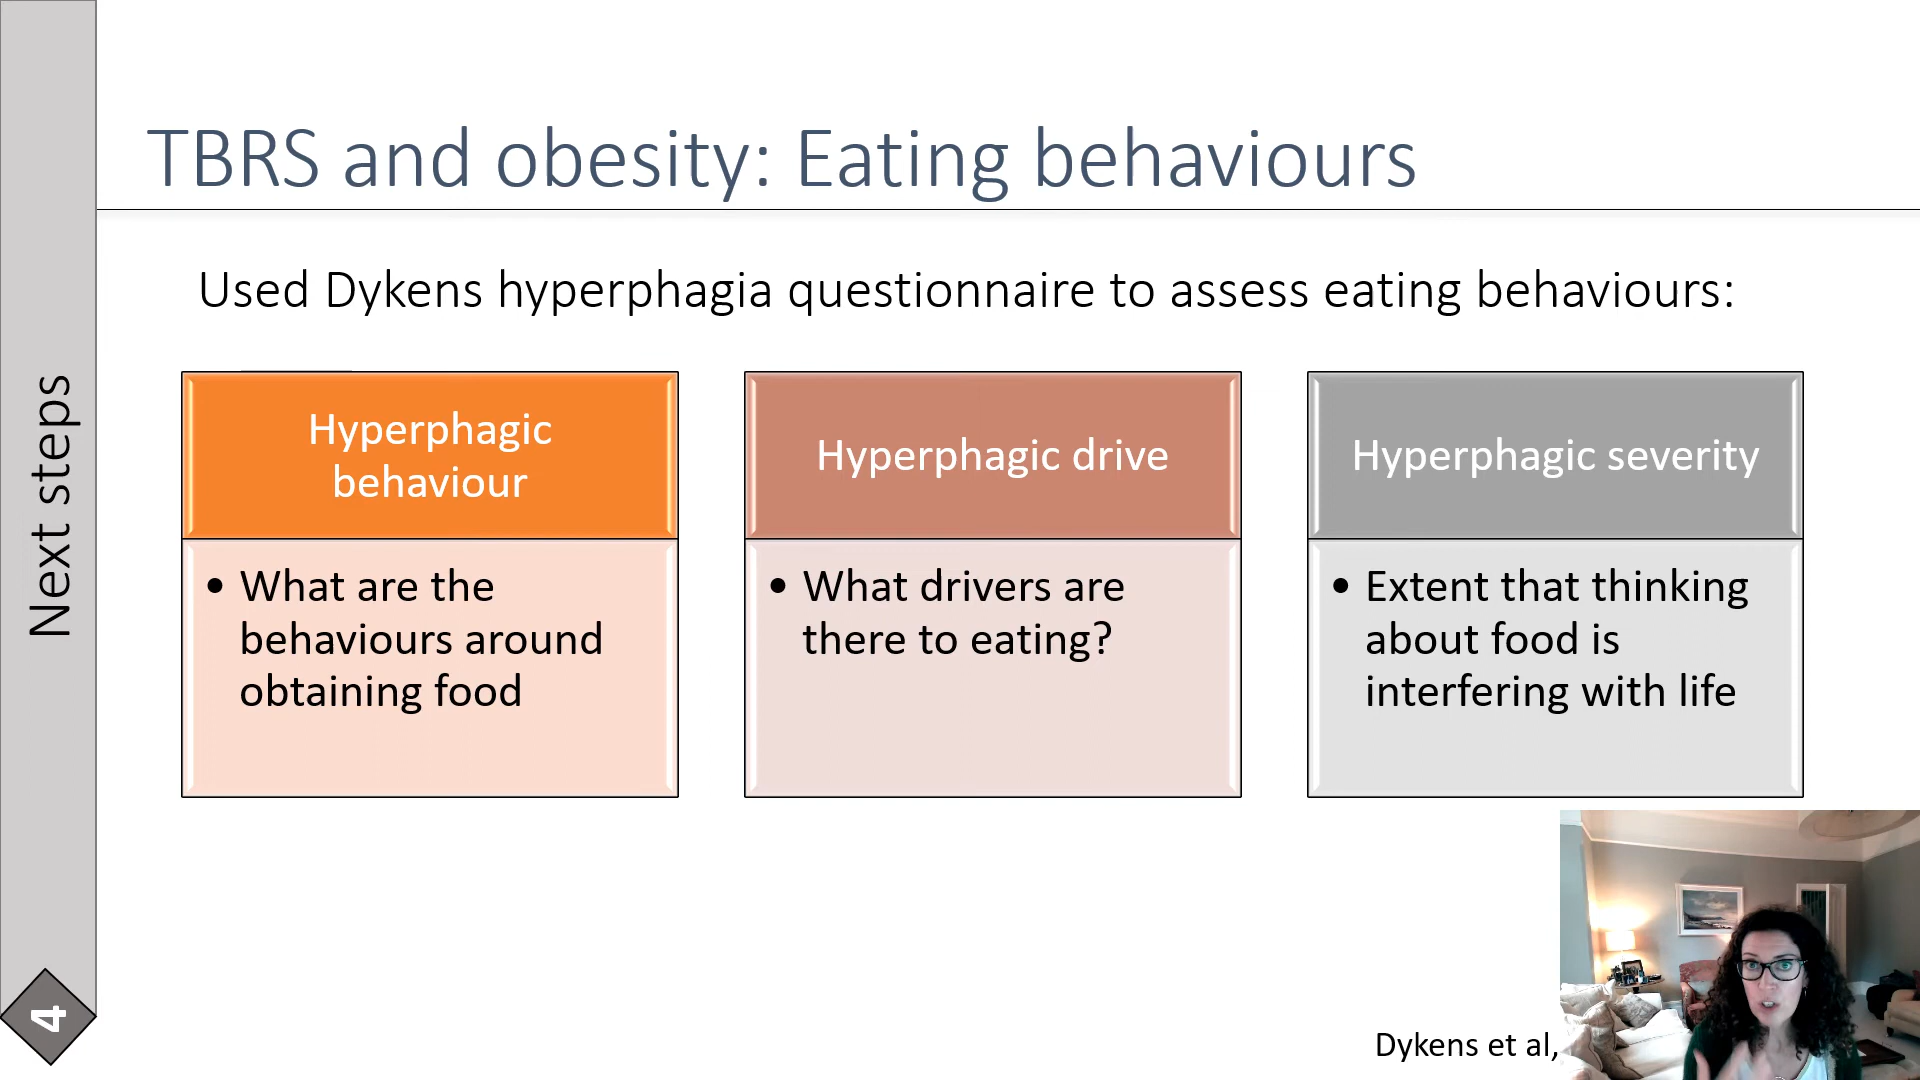 Next steps
4
TBRS and obesity: Eating behaviours
Used Dykens hyperphagia questionnaire to assess eating behaviours:
Hyperphagic
behaviour
• What are the
behaviours around
obtaining food
Hyperphagic drive
• What drivers are
there to eating?
Hyperphagic severity
• Extent that thinking
about food is
interfering with life
Dykens et al,